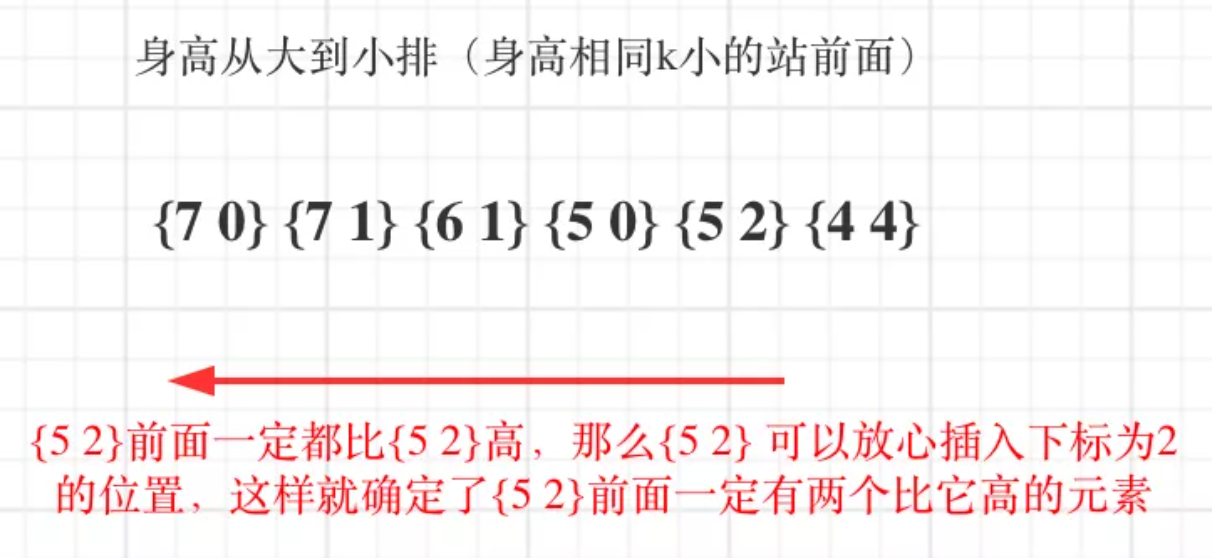 身高从大到小排（身高相同k小的站前面）
{7 0} {7 1} {6 1} {5 0} {5 2} {4 4}
{5 2}前面一定都比{5 2}高，那么{5 2} 可以放心插入下标为2
的位置，这样就确定了{5 2}前面一定有两个比它高的元素